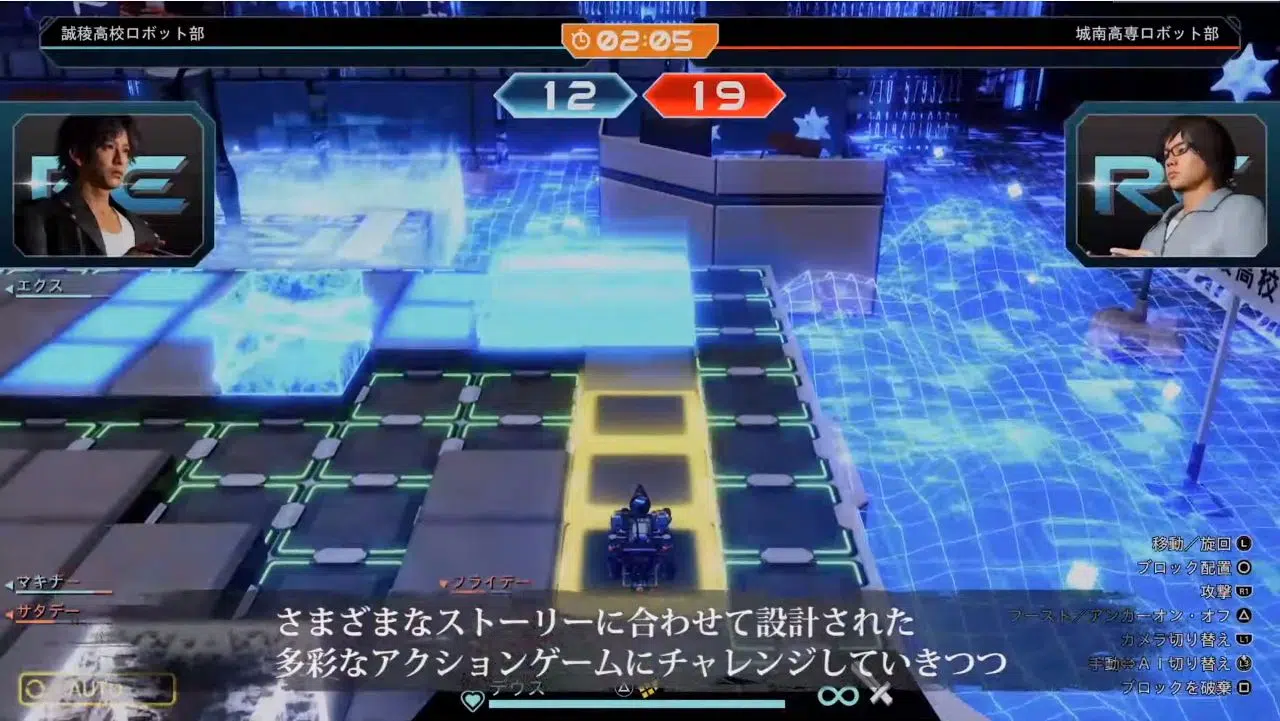 誠稜高校ロボット部
02:05
城南高専ロボット部
12
19
エクス
マキナー
サタデー
フライデー
移動／旋回 L
ブロック配置
攻撃 R1
ブースト／アンカーオン・オフ
カメラ切り替え L1
手動⇔AI切り替え L3
ブロックを破棄
さまざまなストーリーに合わせて設計された
多彩なアクションゲームにチャレンジしていきつつ
AUTO
デウス